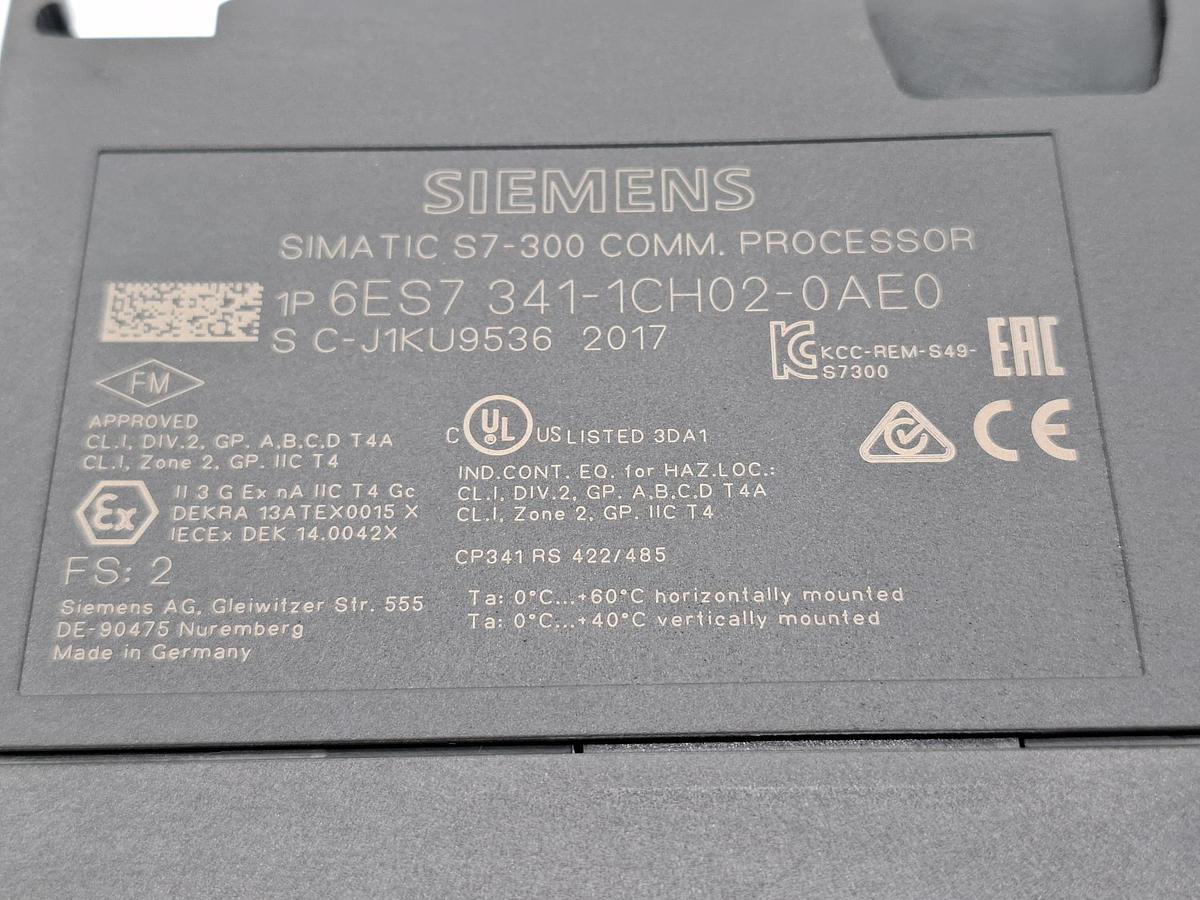 SIEMENS
SIMATIC S7-300 COMM. PROCESSOR
1P 6ES7 341-1CH02-0AE0
S C-J1KU9536 2017
KCC-REM-S49-
S7300
EAC
FM
APPROVED
CL.I, DIV.2, GP. A,B,C,D T4A
CL.I, Zone 2, GP. IIC T4
C UL US LISTED 3DA1
IND.CONT. EQ. for HAZ.LOC.:
CL.I, DIV.2, GP. A,B,C,D T4A
CL.I, Zone 2, GP. IIC T4
CE
Ex
II 3 G Ex nA IIC T4 Gc
DEKRA 13ATEX0015 X
IECEx DEK 14.0042X
CP341 RS 422/485
FS: 2
Ta: 0°C...+60°C horizontally mounted
Ta: 0°C...+40°C vertically mounted
Siemens AG, Gleiwitzer Str. 555
DE-90475 Nuremberg
Made in Germany